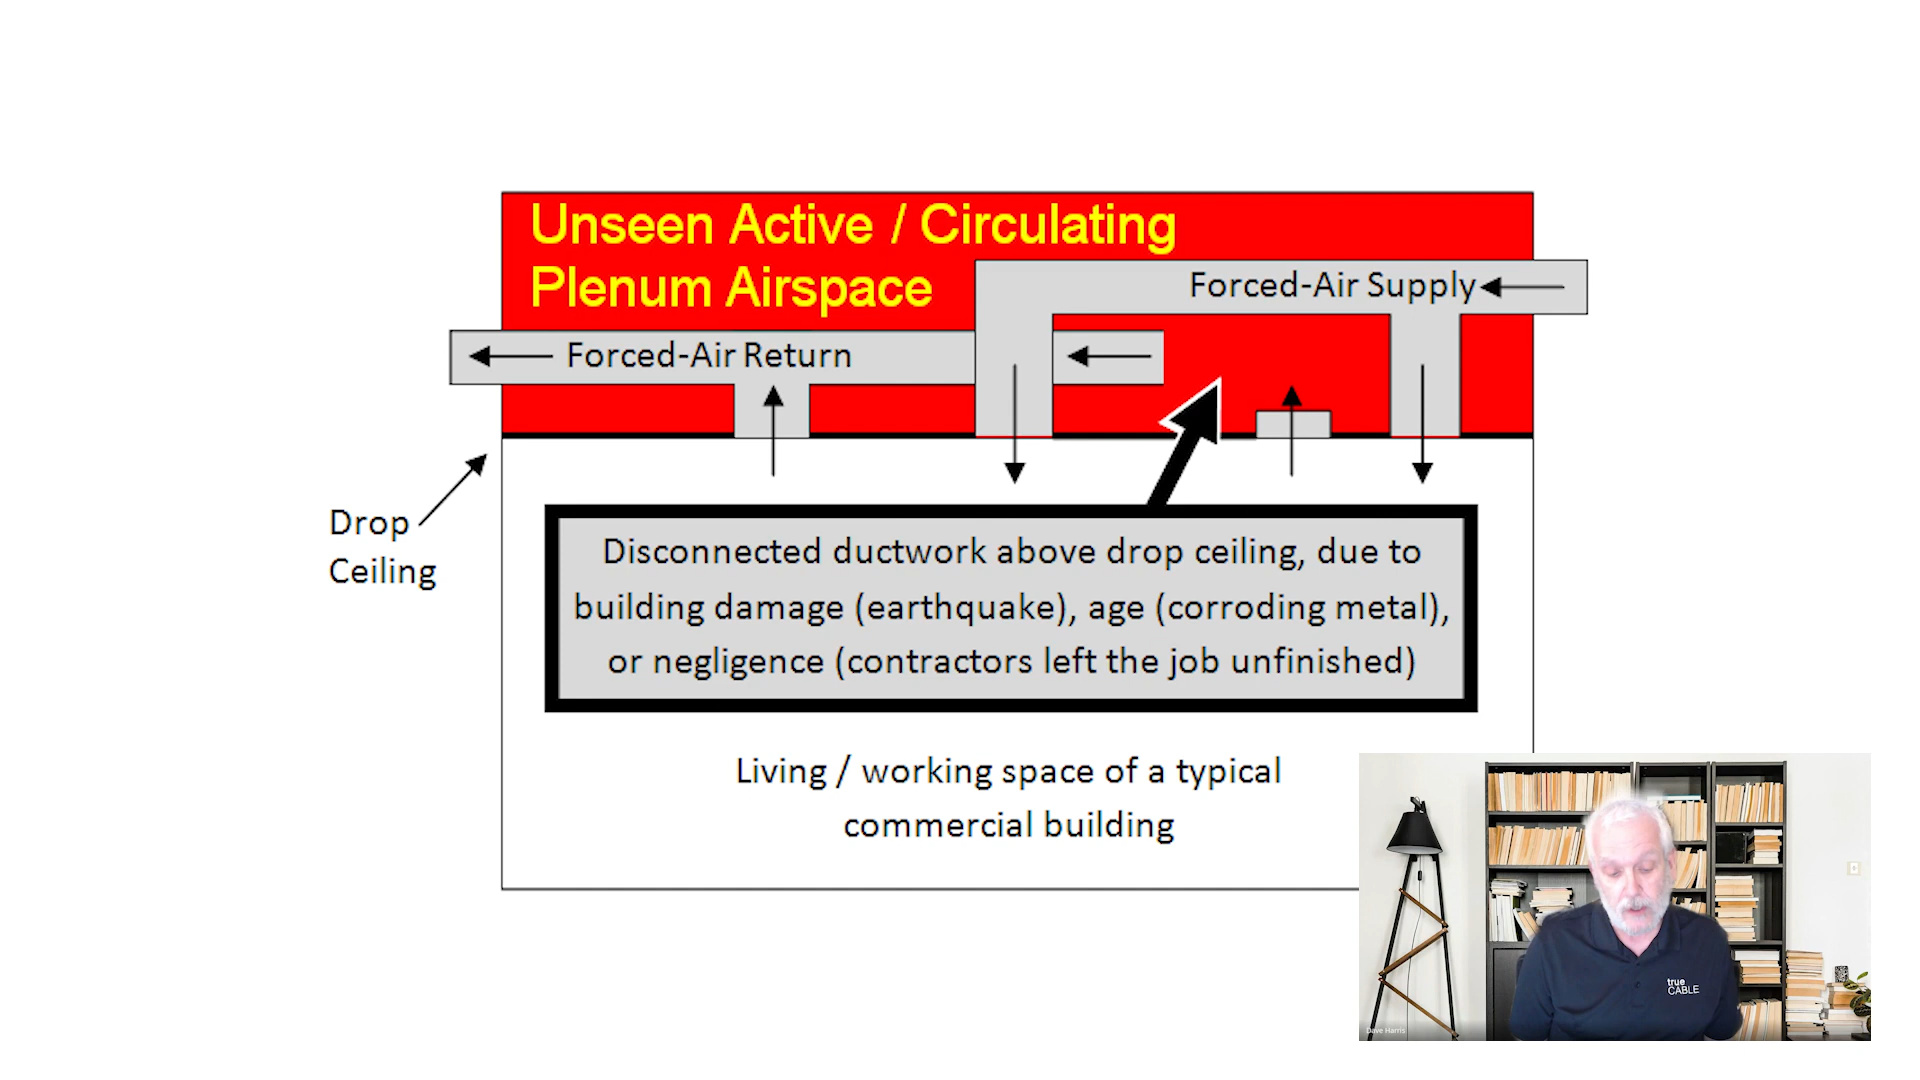 Unseen Active / Circulating
Plenum Airspace
Forced-Air Supply
Forced-Air Return
Drop
Ceiling
Disconnected ductwork above drop ceiling, due to
building damage (earthquake), age (corroding metal),
or negligence (contractors left the job unfinished)
Living / working space of a typical
commercial building
true
CABLE
Dave Harris